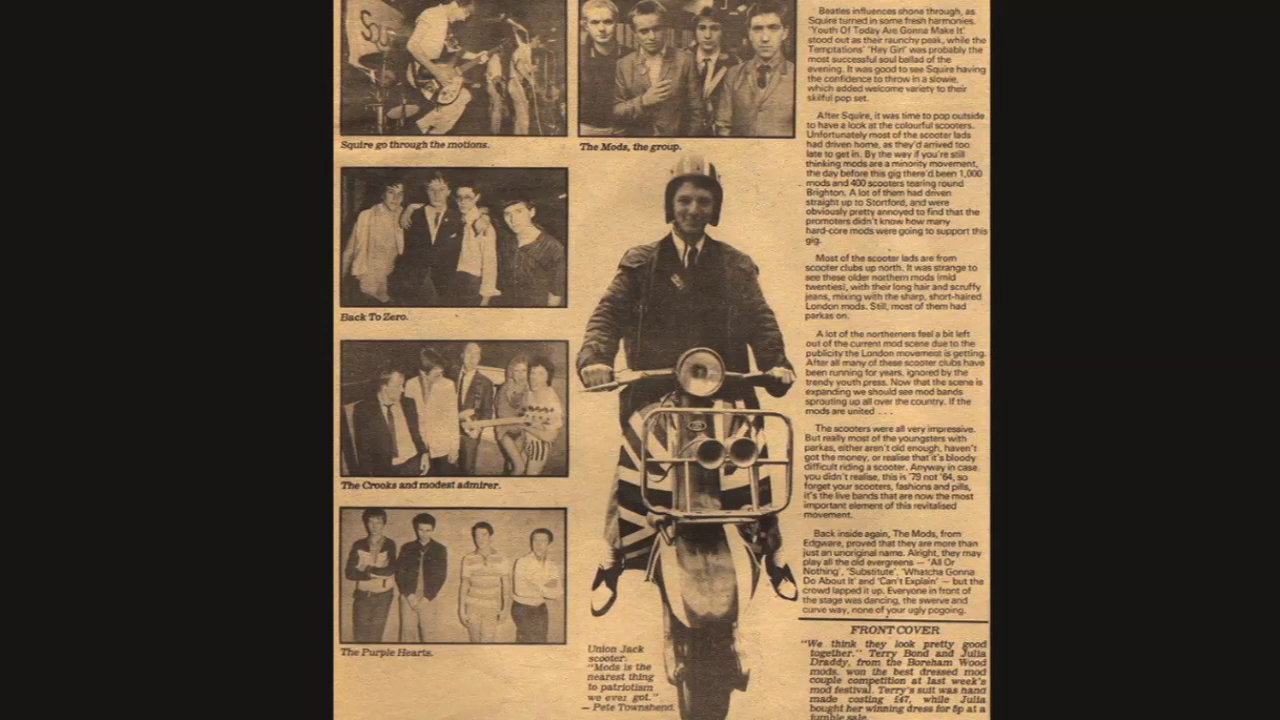 Squire go through the motions.
The Mods, the group.
Back To Zero.
The Crooks and modest admirer.
The Purple Hearts.
Union Jack
scooter:
"Mods is the
nearest thing
to patriotism
we ever got."
— Pete Townshend.
Beatles influences shone through, as
Squire turned in some fresh harmonies.
'Youth Of Today Are Gonna Make It'
stood out as their raunchy peak, while the
Temptations' 'Hey Girl' was probably the
most successful soul ballad of the
evening. It was good to see Squire having
the confidence to throw in a slowie,
which added welcome variety to their
skilful pop set.
After Squire, it was time to pop outside
to have a look at the colourful scooters.
Unfortunately most of the scooter lads
had driven home, as they'd arrived too
late to get in. By the way if you're still
thinking mods are a minority movement,
the day before this gig there'd been 1,000
mods and 400 scooters tearing round
Brighton. A lot of them had driven
straight up to Stortford, and were
obviously pretty annoyed to find that the
promoters didn't know how many
hard-core mods were going to support this
gig.
Most of the scooter lads are from
scooter clubs up north. It was strange to
see these older northern mods (mid
twenties), with their long hair and scruffy
jeans, mixing with the sharp, short-haired
London mods. Still, most of them had
parkas on.
A lot of the northerners feel a bit left
out of the current mod scene due to the
publicity the London movement is getting.
After all many of these scooter clubs have
been running for years, ignored by the
trendy youth press. Now that the scene is
expanding we should see mod bands
sprouting up all over the country. If the
mods are united . . .
The scooters were all very impressive.
But really most of the youngsters with
parkas, either aren't old enough, haven't
got the money, or realise that it's bloody
difficult riding a scooter. Anyway in case
you didn't realise, this is '79 not '64, so
forget your scooters, fashions and pills,
it's the live bands that are now the most
important element of this revitalised
movement.
Back inside again, The Mods, from
Edgware, proved that they are more than
just an unoriginal name. Alright, they may
play all the old evergreens — 'All Or
Nothing', 'Substitute', 'Whatcha Gonna
Do About It' and 'Can't Explain' — but the
crowd lapped it up. Everyone in front of
the stage was dancing, the swerve and
curve way, none of your ugly pogoing.
FRONT COVER
"We think they look pretty good
together." Terry Bond and Julia
Draddy, from the Boreham Wood
mods, won the best dressed mod
couple competition at last week's
mod festival. Terry's suit was hand
made costing £47, while Julia
bought her winning dress for 5p at a
jumble sale.